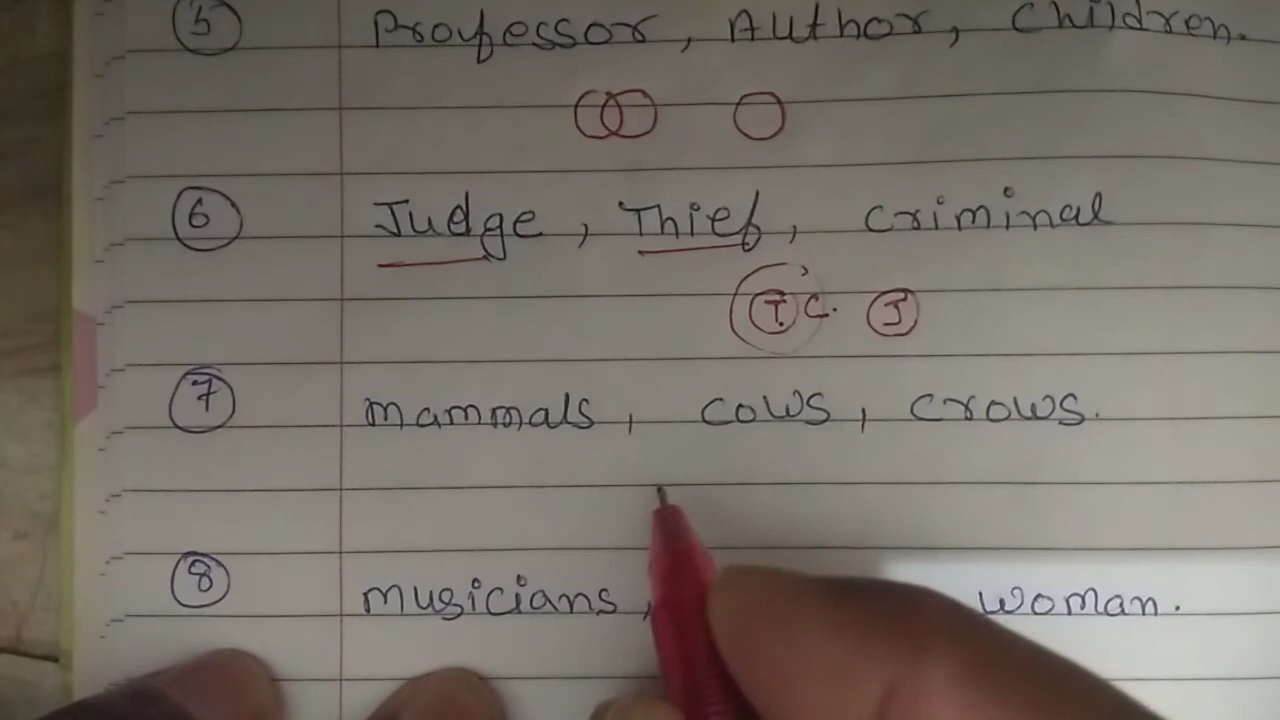 5 Professor, Author, Children.
6 Judge, Thief, Criminal
T. C. J
7 Mammals, cows, crows.
8 Musicians, woman.